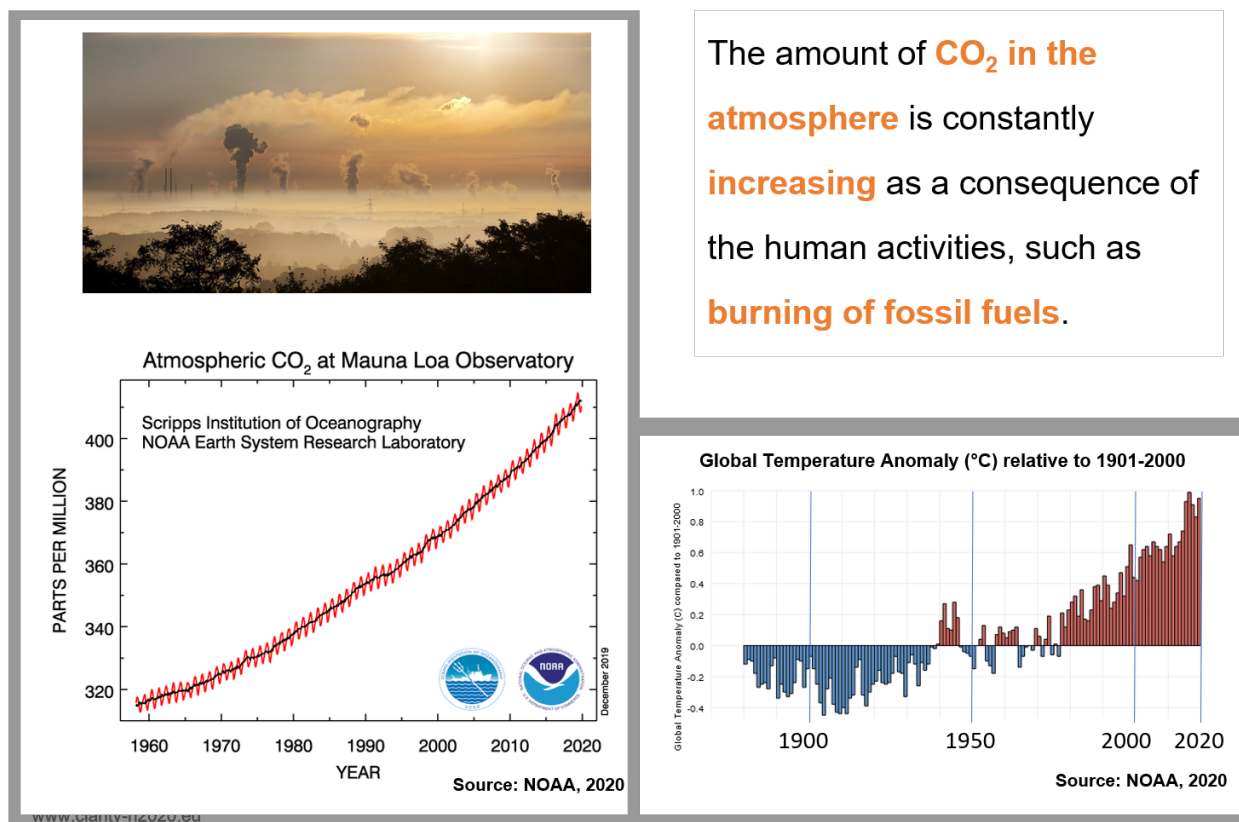 The amount of CO2 in the
atmosphere is constantly
increasing as a consequence of
the human activities, such as
burning of fossil fuels.
Atmospheric CO2 at Mauna Loa Observatory
Scripps Institution of Oceanography
NOAA Earth System Research Laboratory
PARTS PER MILLION
400
380
360
340
320
1960 1970 1980 1990 2000 2010 2020
YEAR
NOAA
December 2019
Source: NOAA, 2020
Global Temperature Anomaly (°C) relative to 1901-2000
Global Temperature Anomaly (C) compared to 1901-2000
1.0
0.8
0.6
0.4
0.2
0.0
-0.2
-0.4
1900 1950 2000 2020
Source: NOAA, 2020
www.clarity-h2020.eu